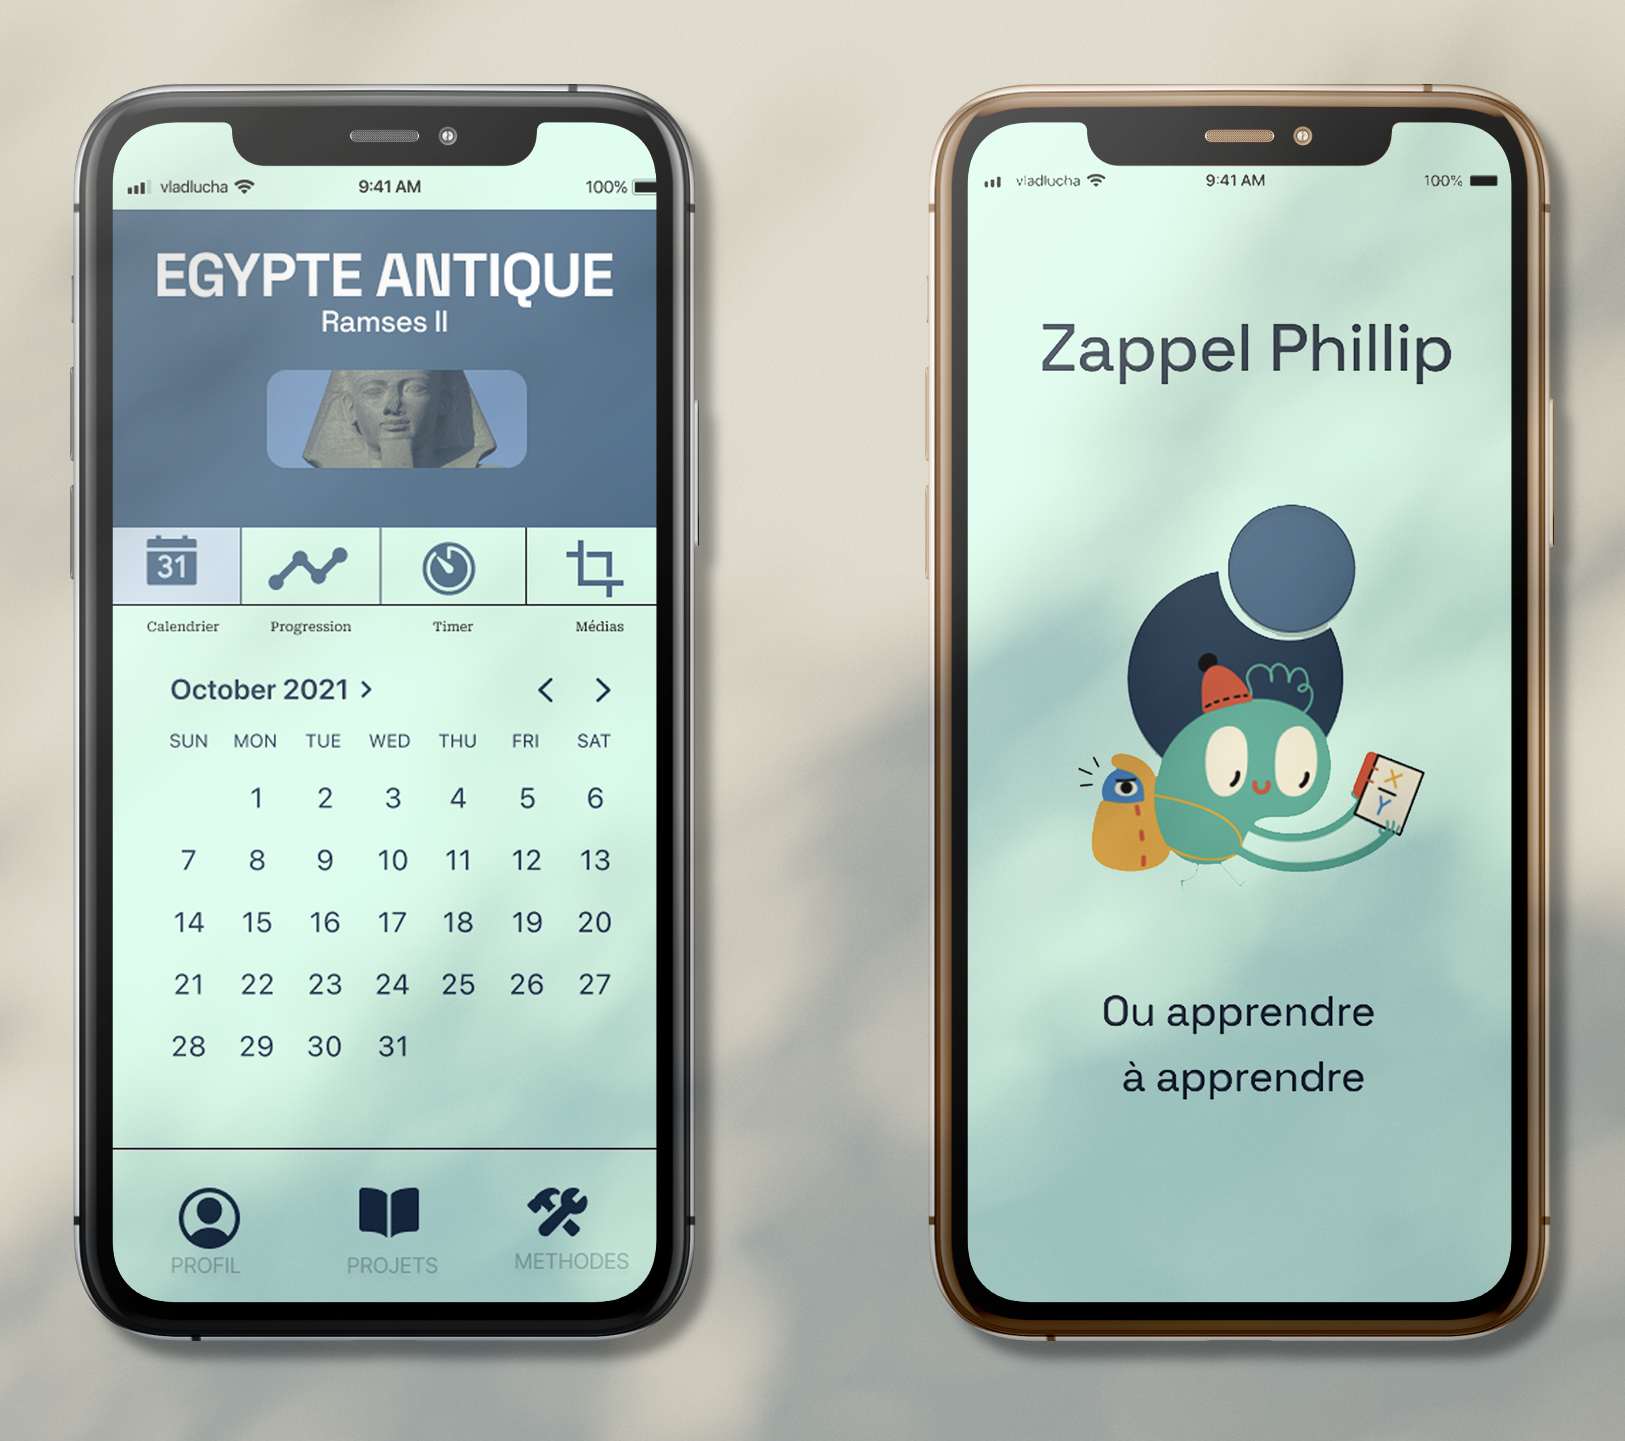 vladlucha 9:41 AM 100%
EGYPTE ANTIQUE
Ramses II
31
Calendrier Progression Timer Médias
October 2021 >
SUN MON TUE WED THU FRI SAT
1 2 3 4 5 6
7 8 9 10 11 12 13
14 15 16 17 18 19 20
21 22 23 24 25 26 27
28 29 30 31
PROFIL PROJETS METHODES
vladlucha 9:41 AM 100%
Zappel Phillip
X
Y
Ou apprendre
à apprendre